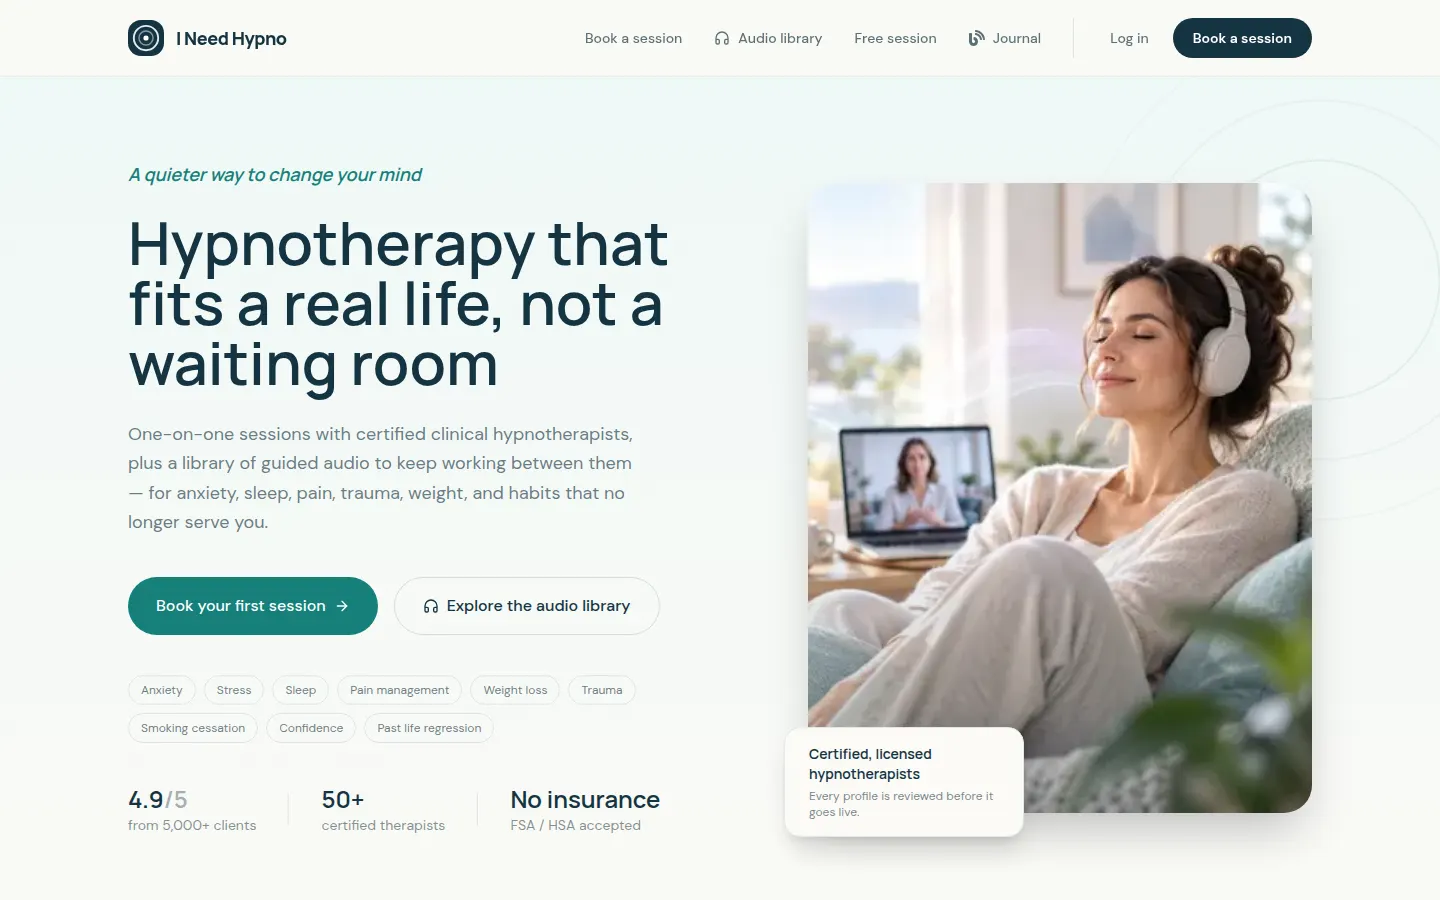 I Need Hypno
Book a session
Audio library
Free session
Journal
Log in
Book a session
A quieter way to change your mind
Hypnotherapy that
fits a real life, not a
waiting room
One-on-one sessions with certified clinical hypnotherapists,
plus a library of guided audio to keep working between them
— for anxiety, sleep, pain, trauma, weight, and habits that no
longer serve you.
Book your first session →
Explore the audio library
Anxiety
Stress
Sleep
Pain management
Weight loss
Trauma
Smoking cessation
Confidence
Past life regression
4.9/5
from 5,000+ clients
50+
certified therapists
No insurance
FSA / HSA accepted
Certified, licensed
hypnotherapists
Every profile is reviewed before it
goes live.